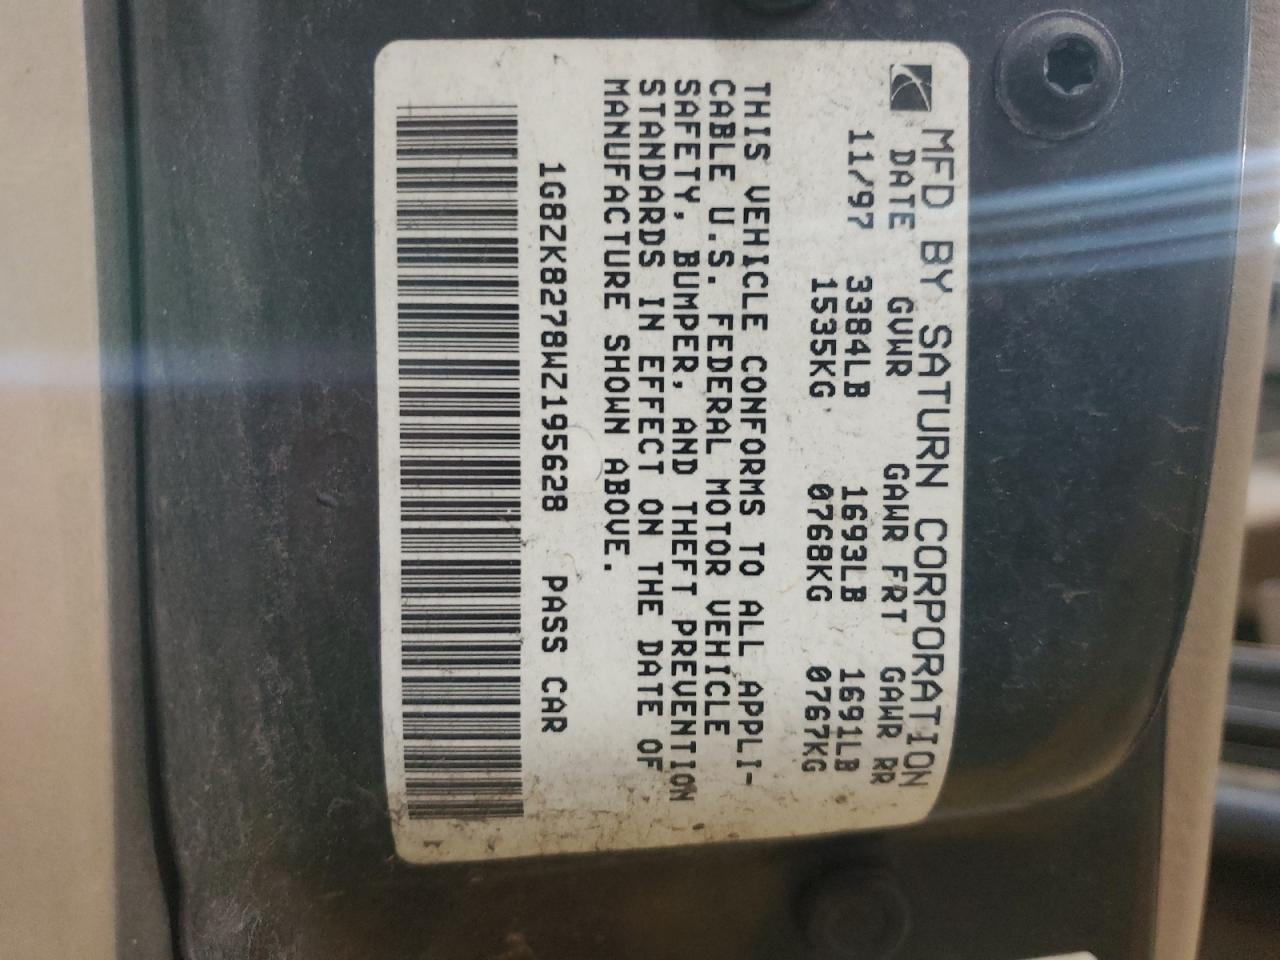 MFD BY SATURN CORPORATION
DATE GVWR GAWR FRT GAWR RR
11/97 3384LB 1693LB 1691LB
1535KG 0768KG 0767KG
THIS VEHICLE CONFORMS TO ALL APPLI-
CABLE U.S. FEDERAL MOTOR VEHICLE
SAFETY, BUMPER, AND THEFT PREVENTION
STANDARDS IN EFFECT ON THE DATE OF
MANUFACTURE SHOWN ABOVE.
1G8ZK8278WZ195628 PASS CAR